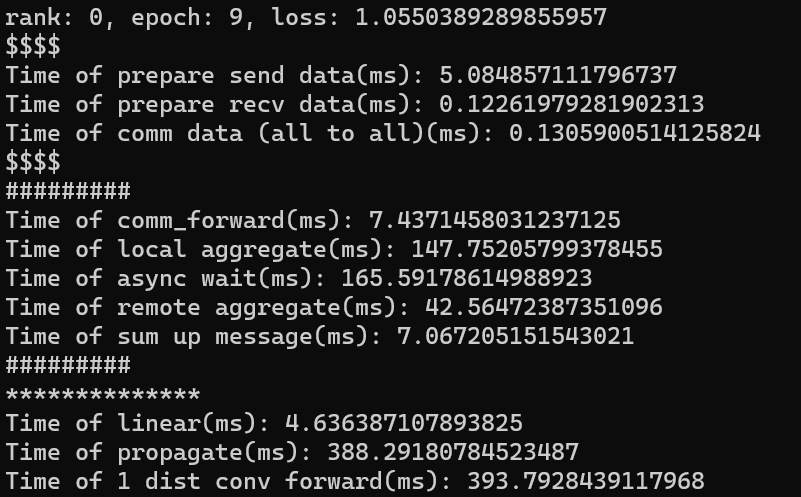 rank: 0, epoch: 9, loss: 1.0550389289855957
$$$$
Time of prepare send data(ms): 5.084857111796737
Time of prepare recv data(ms): 0.12261979281902313
Time of comm data (all to all)(ms): 0.1305900514125824
$$$$
#########
Time of comm_forward(ms): 7.4371458031237125
Time of local aggregate(ms): 147.75205799378455
Time of async wait(ms): 165.59178614988923
Time of remote aggregate(ms): 42.56472387351096
Time of sum up message(ms): 7.067205151543021
#########
**************
Time of linear(ms): 4.636387107893825
Time of propagate(ms): 388.29180784523487
Time of 1 dist conv forward(ms): 393.7928439117968